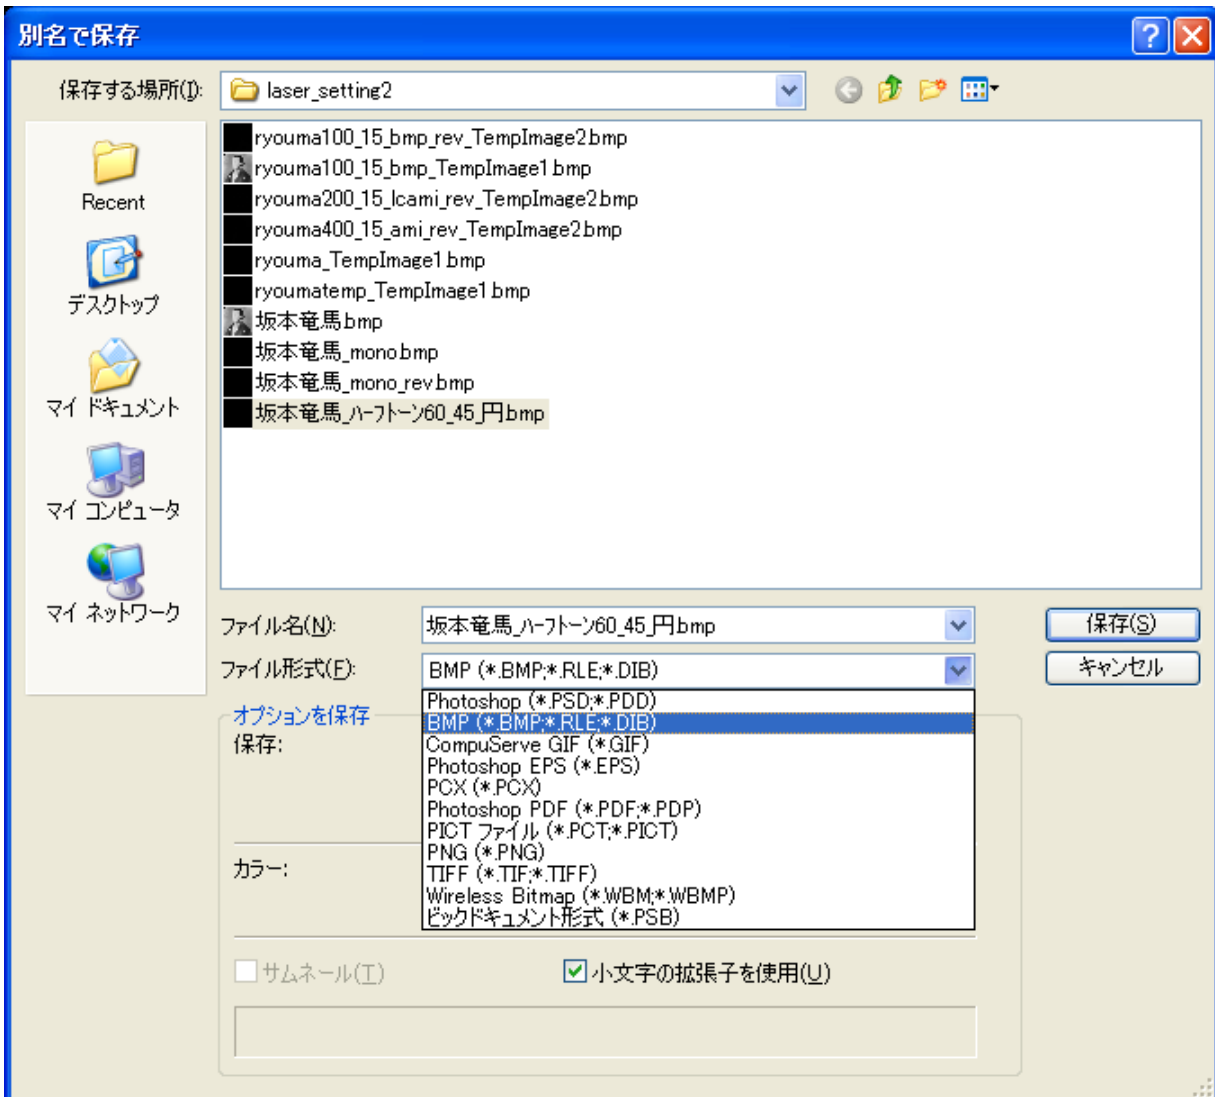 別名で保存
保存する場所(I):
laser_setting2
ryouma100_15_bmp_rev_TempImage2.bmp
ryouma100_15_bmp_TempImage1.bmp
ryouma200_15_lcami_rev_TempImage2.bmp
ryouma400_15_ami_rev_TempImage2.bmp
ryouma_TempImage1.bmp
ryoumatemp_TempImage1.bmp
坂本竜馬.bmp
坂本竜馬_mono.bmp
坂本竜馬_mono_rev.bmp
坂本竜馬_ハーフトーン60_45_円.bmp
Recent
デスクトップ
マイ ドキュメント
マイ コンピュータ
マイ ネットワーク
ファイル名(N):
坂本竜馬_ハーフトーン60_45_円.bmp
保存(S)
ファイル形式(F):
BMP (*.BMP;*.RLE;*.DIB)
キャンセル
Photoshop (*.PSD;*.PDD)
BMP (*.BMP;*.RLE;*.DIB)
CompuServe GIF (*.GIF)
Photoshop EPS (*.EPS)
PCX (*.PCX)
Photoshop PDF (*.PDF;*.PDP)
PICT ファイル (*.PCT;*.PICT)
PNG (*.PNG)
TIFF (*.TIF;*.TIFF)
Wireless Bitmap (*.WBM;*.WBMP)
ビックドキュメント形式 (*.PSB)
オプションを保存
保存:
カラー:
サムネール(T)
小文字の拡張子を使用(U)